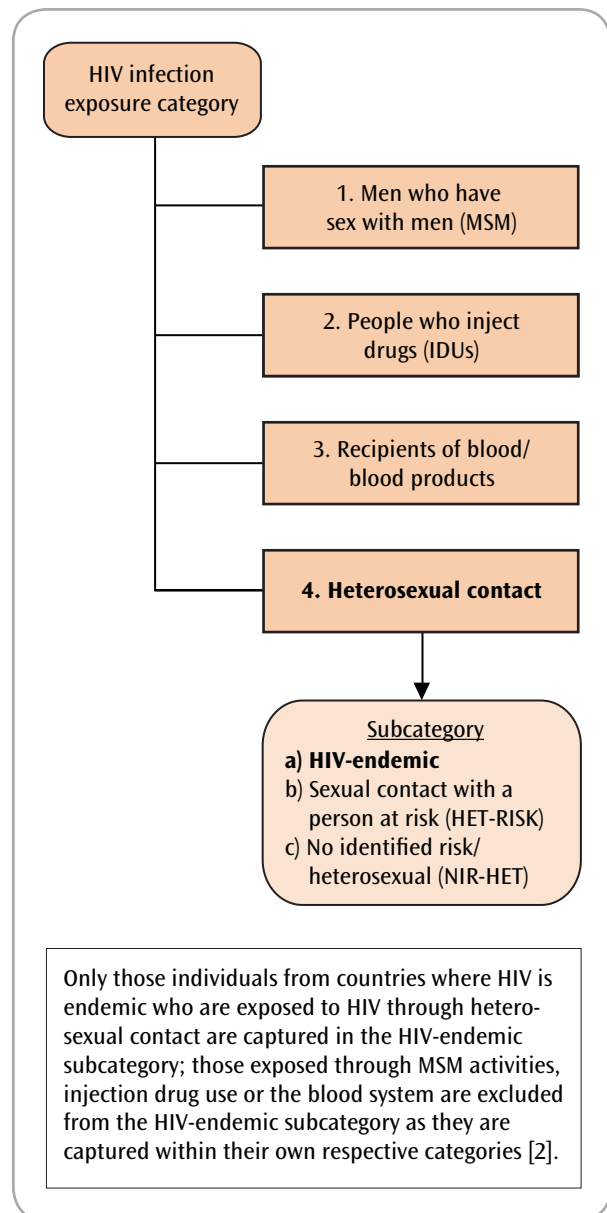 HIV infection
exposure category
1. Men who have
sex with men (MSM)
2. People who inject
drugs (IDUs)
3. Recipients of blood/
blood products
4. Heterosexual contact
Subcategory
a) HIV-endemic
b) Sexual contact with a
person at risk (HET-RISK)
c) No identified risk/
heterosexual (NIR-HET)
Only those individuals from countries where HIV is
endemic who are exposed to HIV through hetero-
sexual contact are captured in the HIV-endemic
subcategory; those exposed through MSM activities,
injection drug use or the blood system are excluded
from the HIV-endemic subcategory as they are
captured within their own respective categories [2].